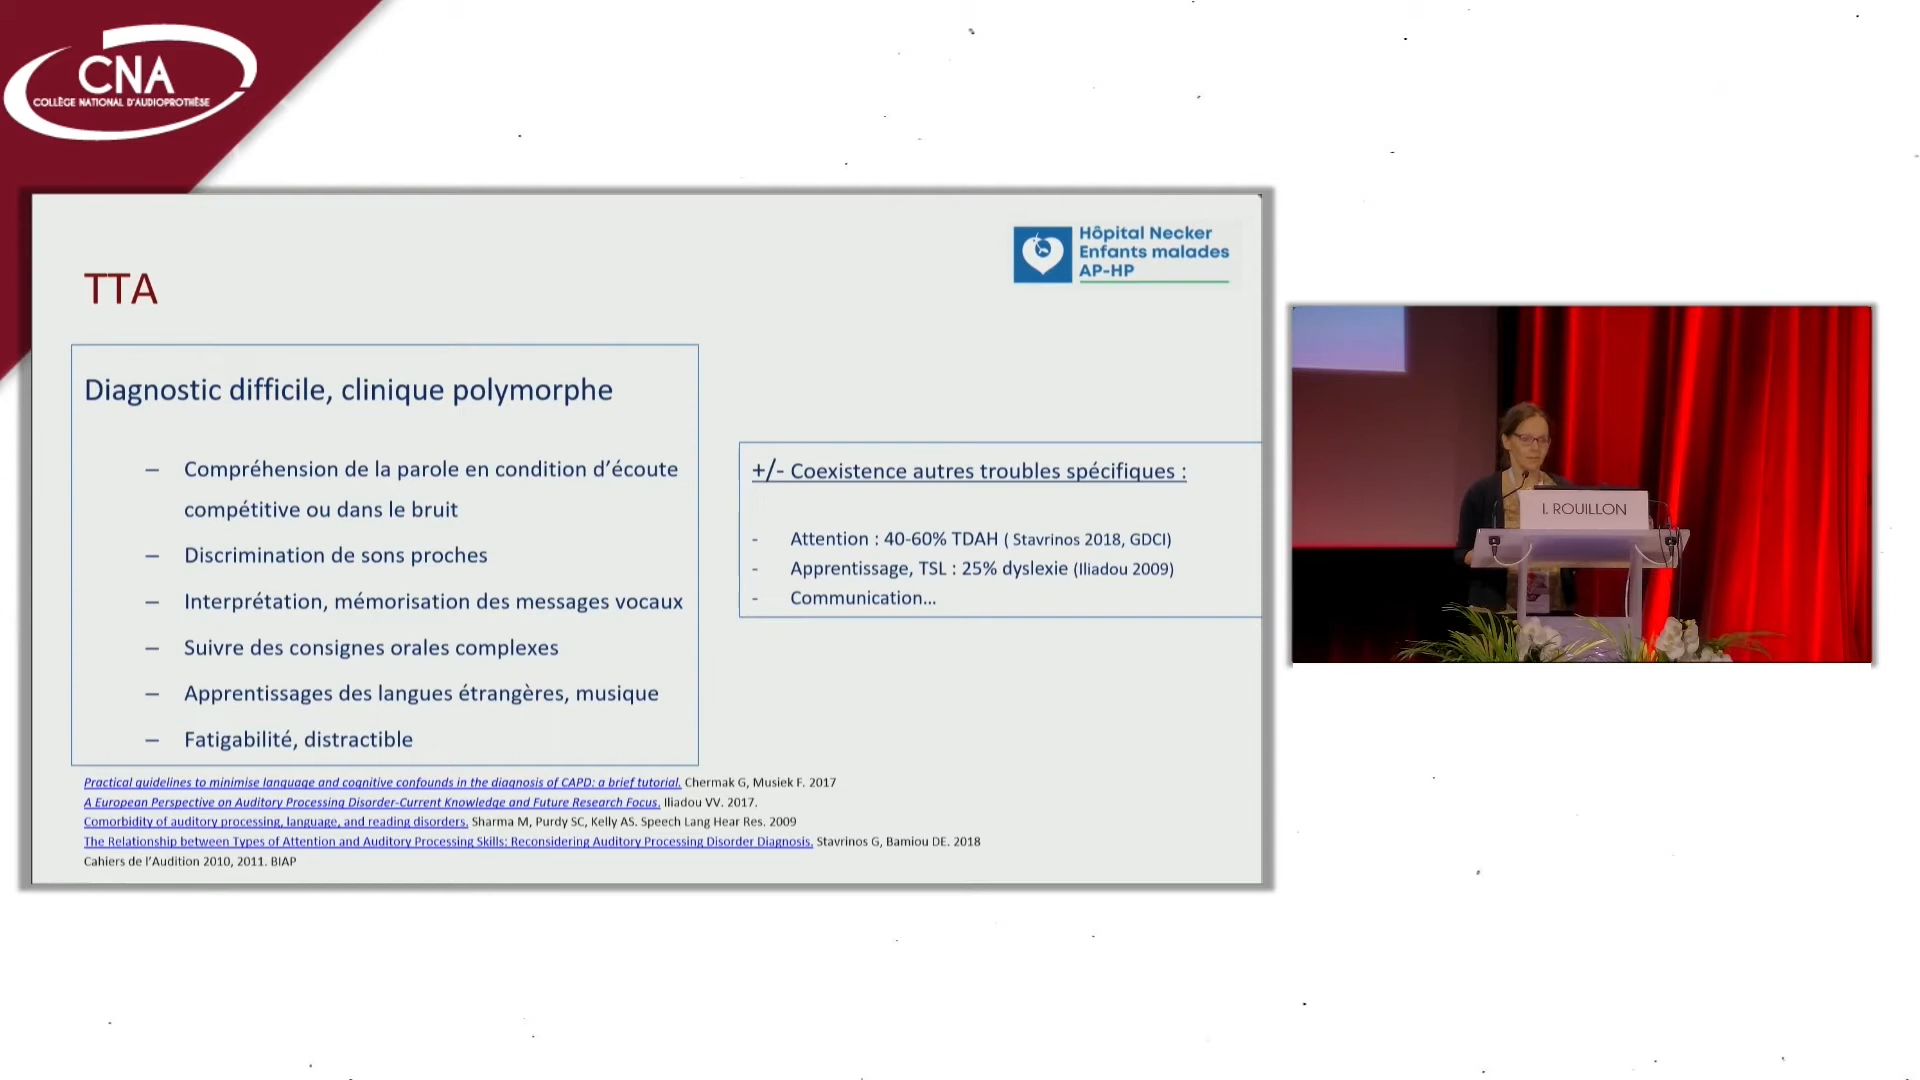 CNA
COLLÈGE NATIONAL D'AUDIOPROTHÈSE
Hôpital Necker
Enfants malades
AP-HP
TTA
Diagnostic difficile, clinique polymorphe
– Compréhension de la parole en condition d'écoute
compétitive ou dans le bruit
– Discrimination de sons proches
– Interprétation, mémorisation des messages vocaux
– Suivre des consignes orales complexes
– Apprentissages des langues étrangères, musique
– Fatigabilité, distractible
+/- Coexistence autres troubles spécifiques :
- Attention : 40-60% TDAH ( Stavrinos 2018, GDCI)
- Apprentissage, TSL : 25% dyslexie (Iliadou 2009)
- Communication...
Practical guidelines to minimise language and cognitive confounds in the diagnosis of CAPD: a brief tutorial. Chermak G, Musiek F. 2017
A European Perspective on Auditory Processing Disorder-Current Knowledge and Future Research Focus. Iliadou VV. 2017.
Comorbidity of auditory processing, language, and reading disorders. Sharma M, Purdy SC, Kelly AS. Speech Lang Hear Res. 2009
The Relationship between Types of Attention and Auditory Processing Skills: Reconsidering Auditory Processing Disorder Diagnosis. Stavrinos G, Bamiou DE. 2018
Cahiers de l'Audition 2010, 2011. BIAP
I. ROUILLON